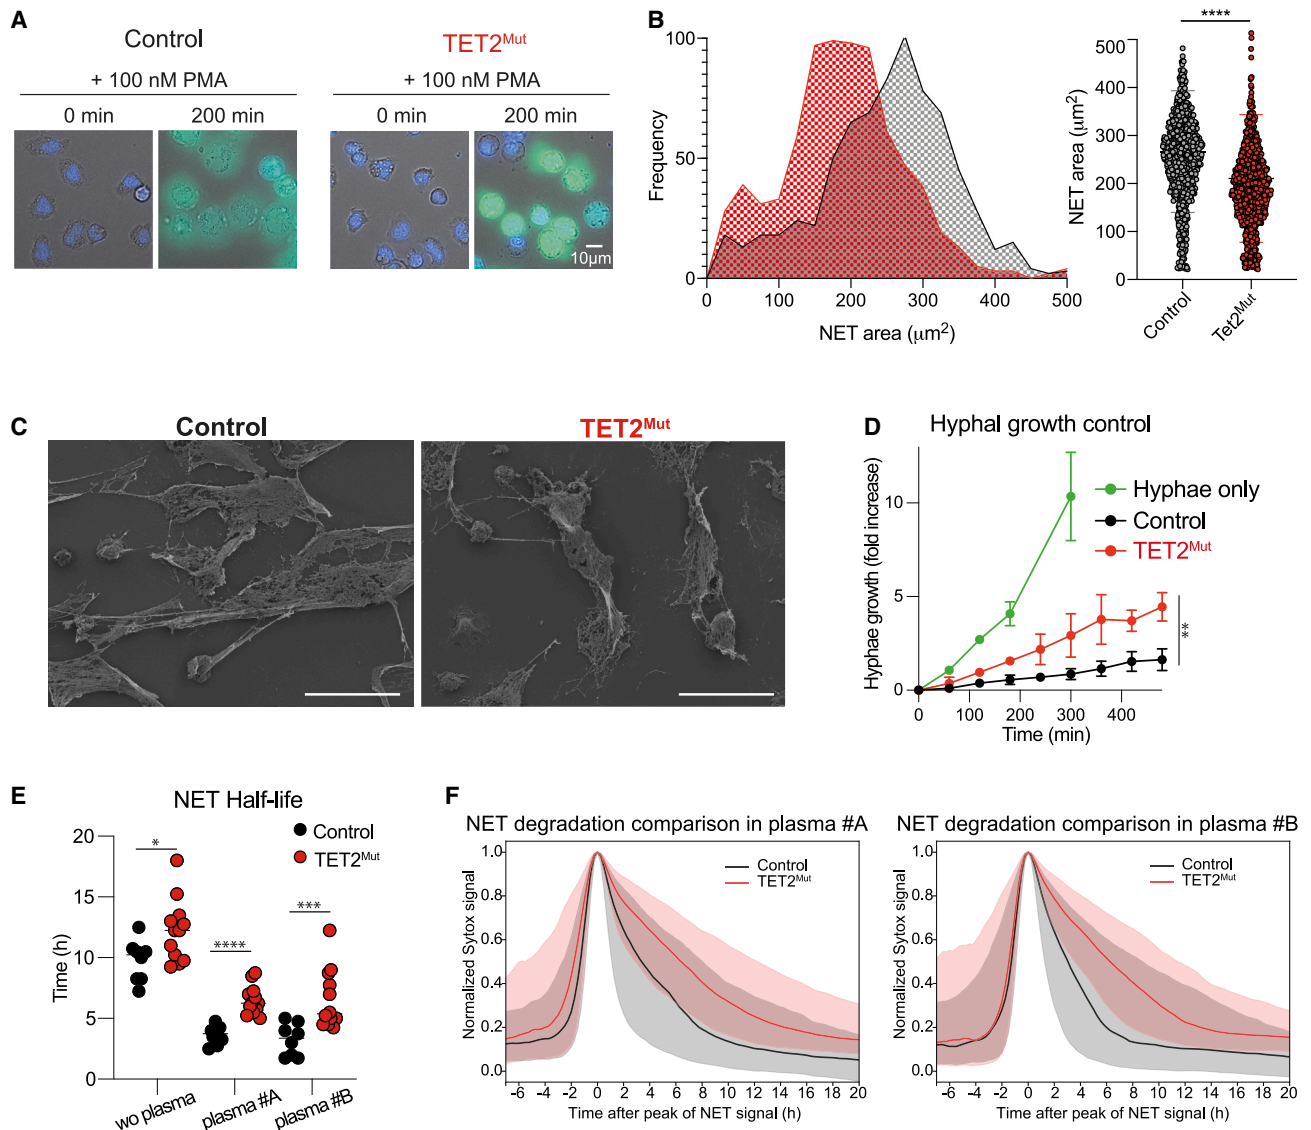 A
Control
TET2Mut
+ 100 nM PMA
+ 100 nM PMA
0 min
200 min
0 min
200 min
10μm
B
100
50
0
Frequency
0
100
200
300
400
500
NET area (μm2)
****
500
400
300
200
100
0
NET area (μm2)
Control
Tet2Mut
C
Control
TET2Mut
D
Hyphal growth control
10
5
0
Hyphae growth (fold increase)
0
100
200
300
400
Time (min)
Hyphae only
Control
TET2Mut
**
E
NET Half-life
Control
TET2Mut
20
15
10
5
0
Time (h)
*
****
***
wo plasma
plasma #A
plasma #B
F
NET degradation comparison in plasma #A
1.0
0.8
0.6
0.4
0.2
0.0
Normalized Sytox signal
Control
TET2Mut
-6 -4 -2 0 2 4 6 8 10 12 14 16 18 20
Time after peak of NET signal (h)
NET degradation comparison in plasma #B
1.0
0.8
0.6
0.4
0.2
0.0
Normalized Sytox signal
Control
TET2Mut
-6 -4 -2 0 2 4 6 8 10 12 14 16 18 20
Time after peak of NET signal (h)